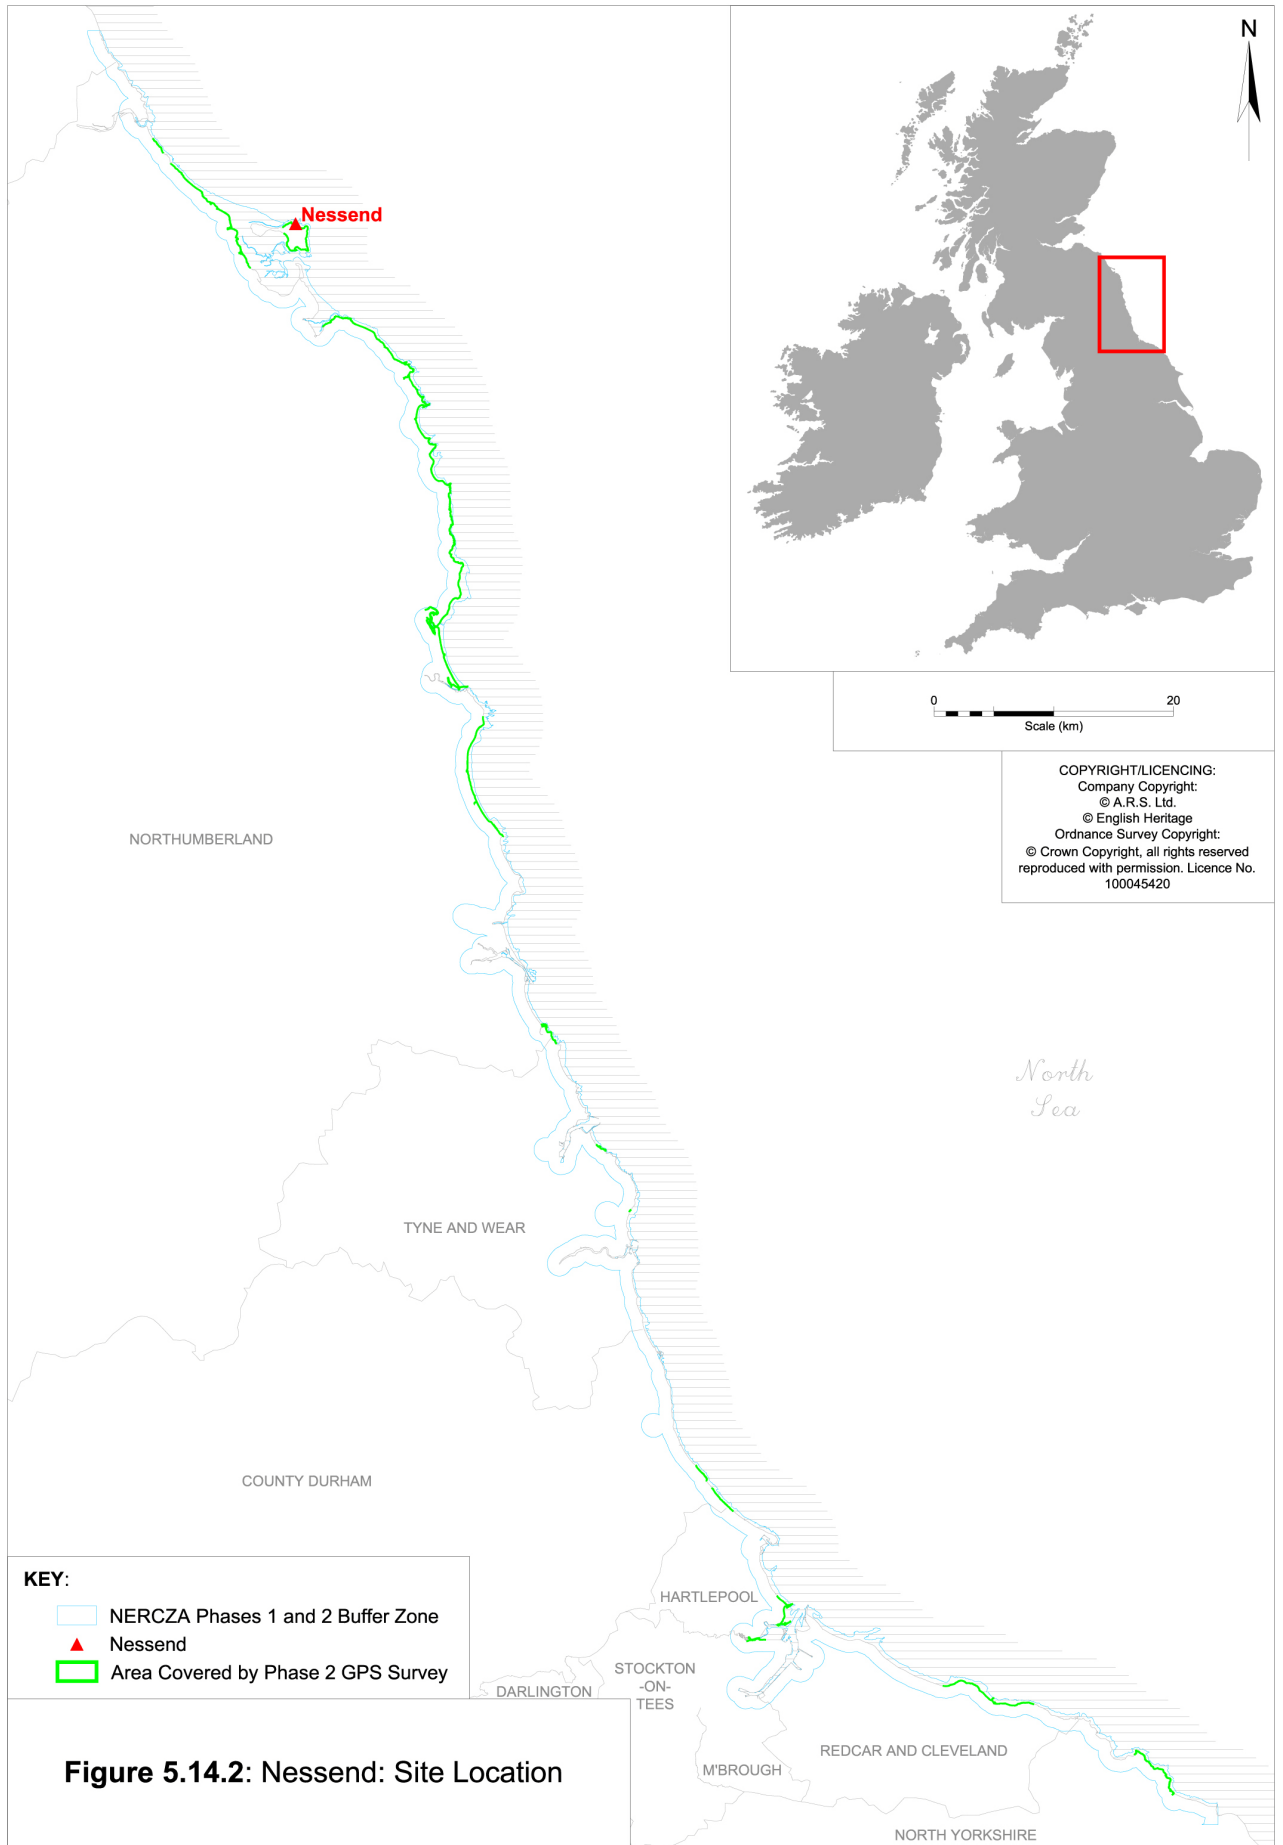 N
Nessend
0 20
Scale (km)
COPYRIGHT/LICENCING:
Company Copyright:
© A.R.S. Ltd.
© English Heritage
Ordnance Survey Copyright:
© Crown Copyright, all rights reserved
reproduced with permission. Licence No.
100045420
NORTHUMBERLAND
North
Sea
TYNE AND WEAR
COUNTY DURHAM
HARTLEPOOL
STOCKTON
-ON-
TEES
DARLINGTON
M'BROUGH
REDCAR AND CLEVELAND
NORTH YORKSHIRE
KEY:
NERCZA Phases 1 and 2 Buffer Zone
Nessend
Area Covered by Phase 2 GPS Survey
Figure 5.14.2: Nessend: Site Location